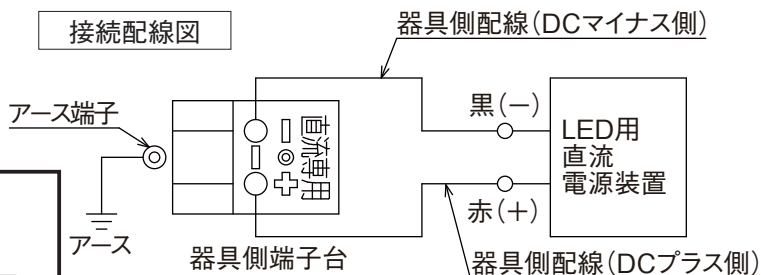 接続配線図
器具側配線(DCマイナス側)
アース端子
黒(−)
直流専用
LED用
直流
電源装置
赤(+)
アース
器具側端子台
器具側配線(DCプラス側)